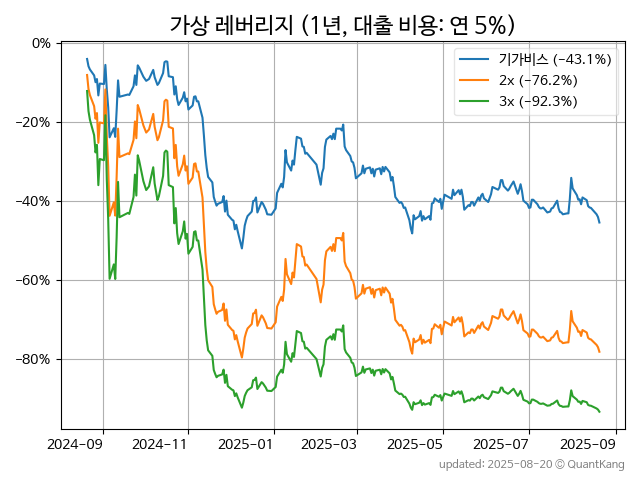 가상 레버리지 (1년, 대출 비용: 연 5%)
기가비스 (−43.1%)
2x (−76.2%)
3x (−92.3%)
0%
−20%
−40%
−60%
−80%
2024-09 2024-11 2025-01 2025-03 2025-05 2025-07 2025-09
updated: 2025-08-20 © QuantKang